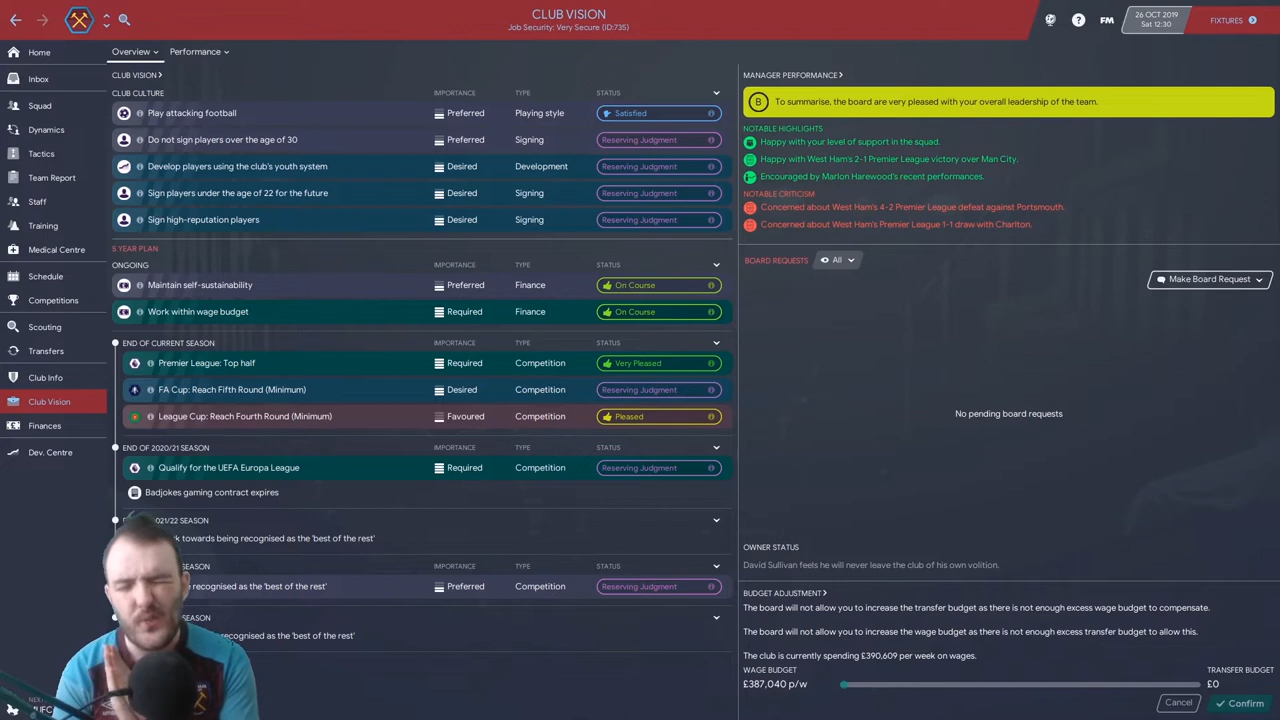 CLUB VISION
Job Security: Very Secure (ID:735)
FM
26 OCT 2019
Sat 12:30
FIXTURES
Home
Inbox
Squad
Dynamics
Tactics
Team Report
Staff
Training
Medical Centre
Schedule
Competitions
Scouting
Transfers
Club Info
Club Vision
Finances
Dev. Centre
Overview
Performance
CLUB VISION
CLUB CULTURE IMPORTANCE TYPE STATUS
Play attacking football Preferred Playing style Satisfied
Do not sign players over the age of 30 Preferred Signing Reserving Judgment
Develop players using the club's youth system Desired Development Reserving Judgment
Sign players under the age of 22 for the future Desired Signing Reserving Judgment
Sign high-reputation players Desired Signing Reserving Judgment
5 YEAR PLAN
ONGOING IMPORTANCE TYPE STATUS
Maintain self-sustainability Preferred Finance On Course
Work within wage budget Required Finance On Course
END OF CURRENT SEASON IMPORTANCE TYPE STATUS
Premier League: Top half Required Competition Very Pleased
FA Cup: Reach Fifth Round (Minimum) Desired Competition Reserving Judgment
League Cup: Reach Fourth Round (Minimum) Favoured Competition Pleased
END OF 2020/21 SEASON IMPORTANCE TYPE STATUS
Qualify for the UEFA Europa League Required Competition Reserving Judgment
Badjokes gaming contract expires
2021/22 SEASON
towards being recognised as the 'best of the rest'
SEASON IMPORTANCE TYPE STATUS
recognised as the 'best of the rest' Preferred Competition Reserving Judgment
SEASON
recognised as the 'best of the rest'
MANAGER PERFORMANCE
B To summarise, the board are very pleased with your overall leadership of the team.
NOTABLE HIGHLIGHTS
Happy with your level of support in the squad.
Happy with West Ham's 2-1 Premier League victory over Man City.
Encouraged by Marlon Harewood's recent performances.
NOTABLE CRITICISM
Concerned about West Ham's 4-2 Premier League defeat against Portsmouth.
Concerned about West Ham's Premier League 1-1 draw with Charlton.
BOARD REQUESTS All
Make Board Request
No pending board requests
OWNER STATUS
David Sullivan feels he will never leave the club of his own volition.
BUDGET ADJUSTMENT
The board will not allow you to increase the transfer budget as there is not enough excess wage budget to compensate.
The board will not allow you to increase the wage budget as there is not enough excess transfer budget to allow this.
The club is currently spending £390,609 per week on wages.
WAGE BUDGET TRANSFER BUDGET
£387,040 p/w £0
Cancel Confirm